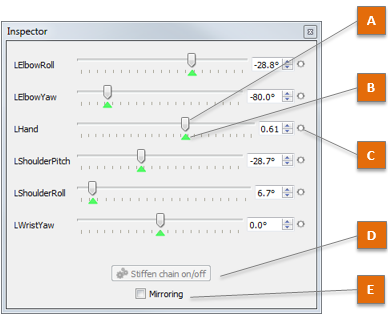 Inspector
A
LElbowRoll -28.8°
B
LElbowYaw -80.0°
LHand 0.61
C
LShoulderPitch -28.7°
LShoulderRoll 6.7°
LWristYaw 0.0°
D
Stiffen chain on/off
E
Mirroring